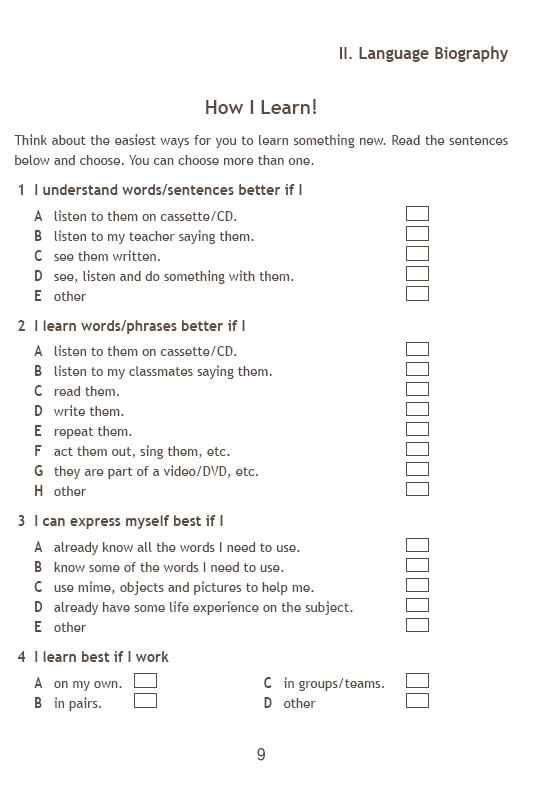 II. Language Biography
How I Learn!
Think about the easiest ways for you to learn something new. Read the sentences
below and choose. You can choose more than one.
1 I understand words/sentences better if I
A listen to them on cassette/CD.
B listen to my teacher saying them.
C see them written.
D see, listen and do something with them.
E other
2 I learn words/phrases better if I
A listen to them on cassette/CD.
B listen to my classmates saying them.
C read them.
D write them.
E repeat them.
F act them out, sing them, etc.
G they are part of a video/DVD, etc.
H other
3 I can express myself best if I
A already know all the words I need to use.
B know some of the words I need to use.
C use mime, objects and pictures to help me.
D already have some life experience on the subject.
E other
4 I learn best if I work
A on my own.
B in pairs.
C in groups/teams.
D other
9